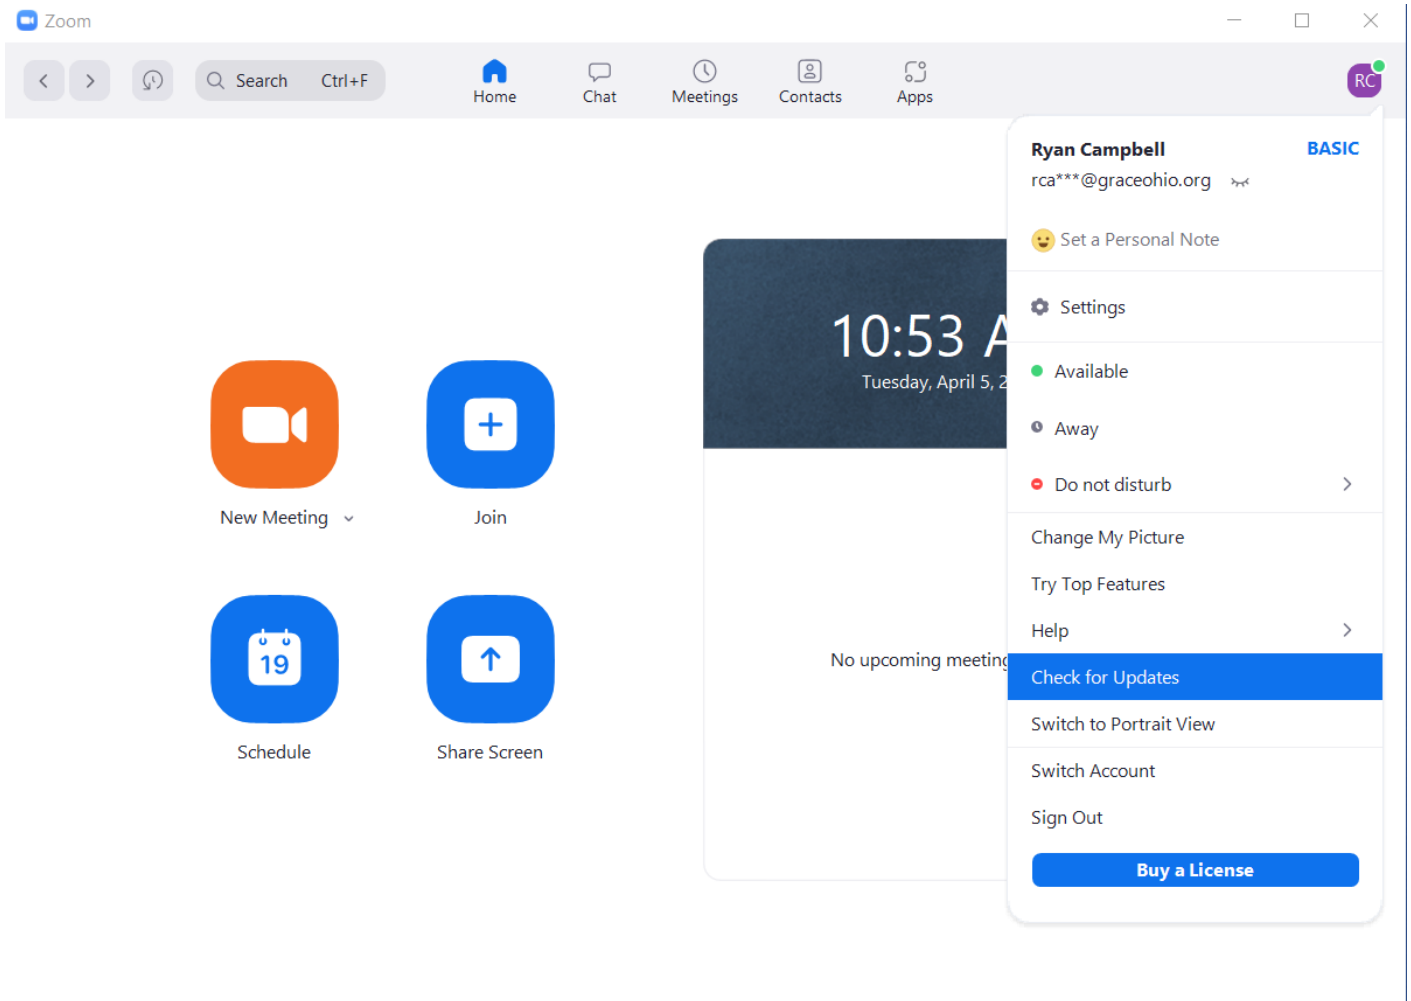 Zoom
Search Ctrl+F
Home
Chat
Meetings
Contacts
Apps
RC
Ryan Campbell
BASIC
rca***@graceohio.org
Set a Personal Note
Settings
Available
Away
Do not disturb
Change My Picture
Try Top Features
Help
Check for Updates
Switch to Portrait View
Switch Account
Sign Out
Buy a License
10:53 A
Tuesday, April 5, 2
No upcoming meeting
New Meeting
Join
19
Schedule
Share Screen